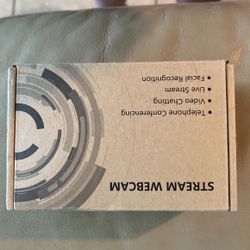 STREAM WEBCAM
• Telephone Conferencing
• Video Chatting
• Live Stream
• Facial Recognition